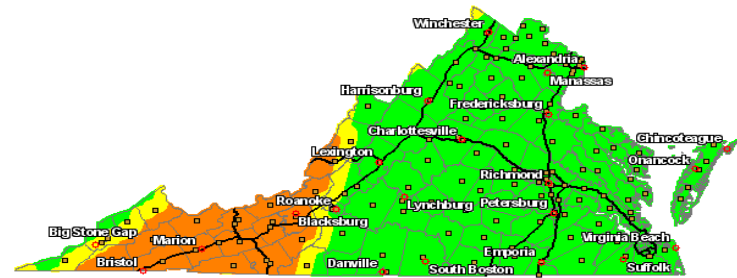 Winchester
Alexandria
Manassas
Harrisonburg
Fredericksburg
Charlottesville
Chincoteague
Lexington
Onancock
Richmond
Roanoke
Lynchburg
Petersburg
Blacksburg
Big Stone Gap
Marion
Virginia Beach
Emporia
Bristol
Danville
South Boston
Suffolk